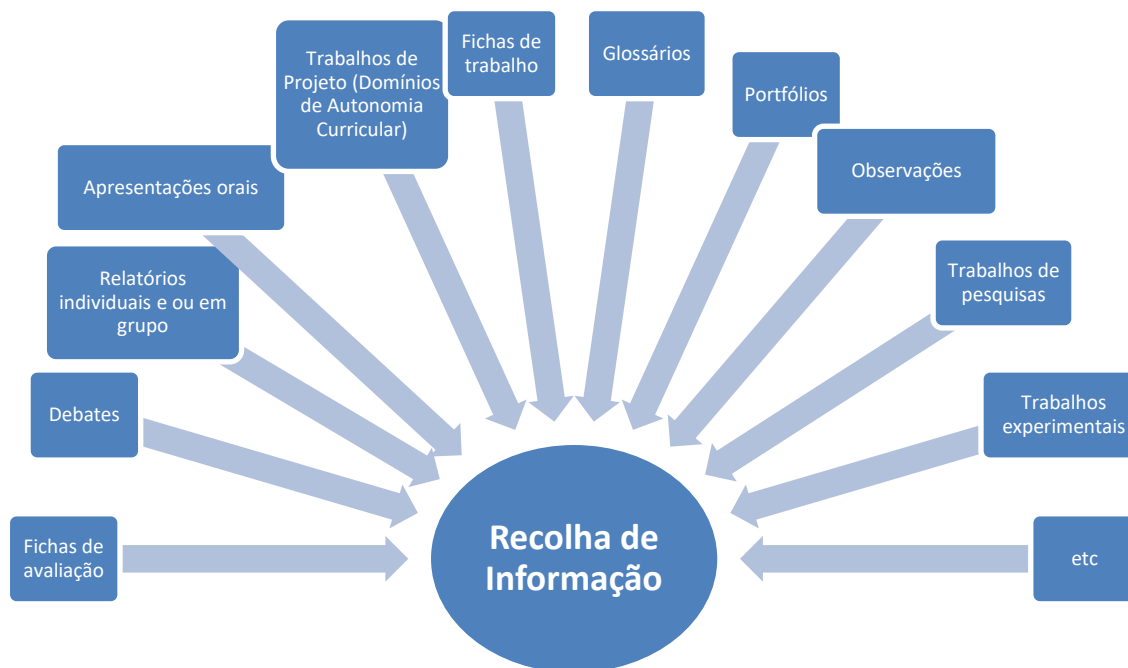 Fichas de
avaliação
Debates
Relatórios
individuais e ou em
grupo
Apresentações orais
Trabalhos de
Projeto (Domínios
de Autonomia
Curricular)
Fichas de
trabalho
Glossários
Portfólios
Observações
Trabalhos de
pesquisas
Trabalhos
experimentais
etc
Recolha de
Informação